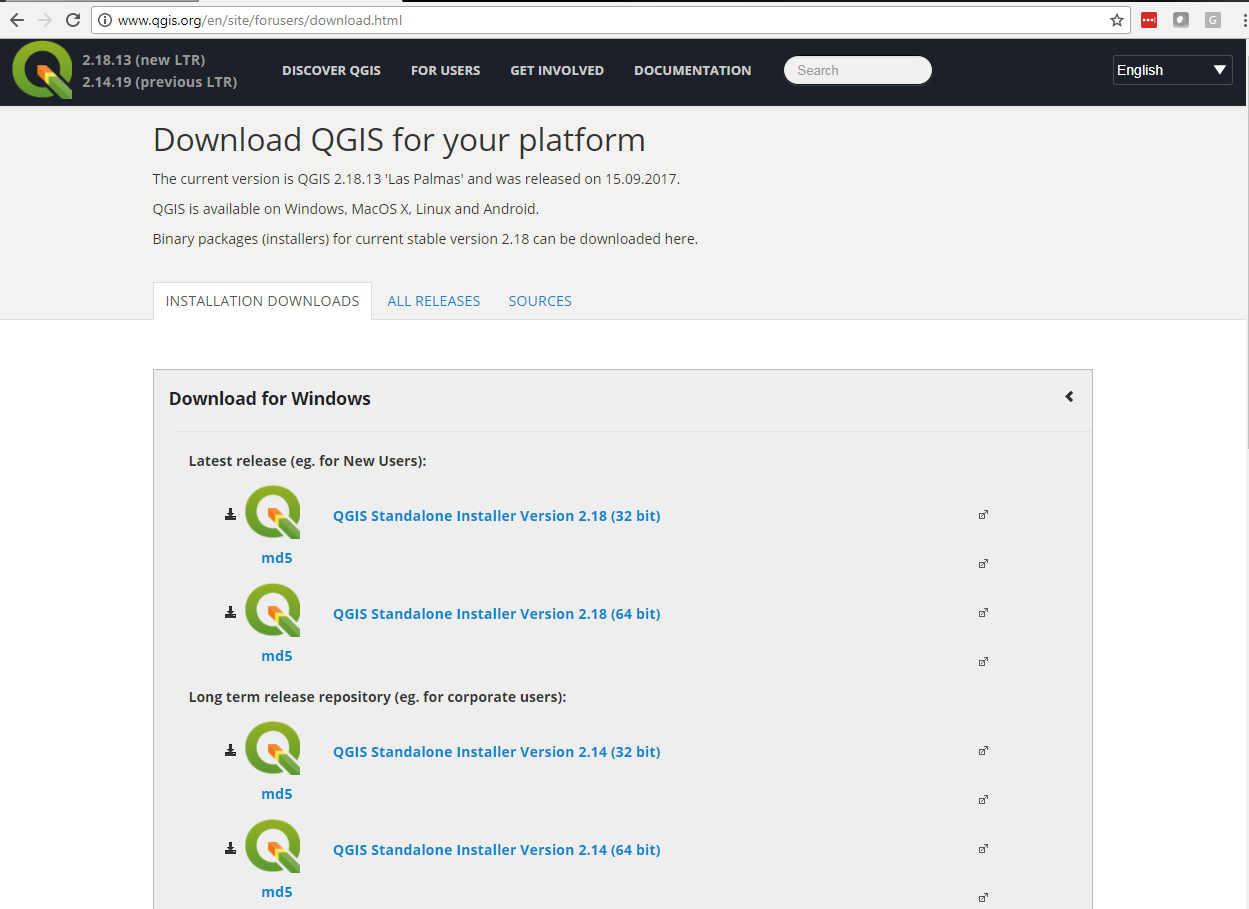 www.qgis.org/en/site/forusers/download.html
G
2.18.13 (new LTR)
2.14.19 (previous LTR)
DISCOVER QGIS FOR USERS GET INVOLVED DOCUMENTATION Search English
Download QGIS for your platform
The current version is QGIS 2.18.13 'Las Palmas' and was released on 15.09.2017.
QGIS is available on Windows, MacOS X, Linux and Android.
Binary packages (installers) for current stable version 2.18 can be downloaded here.
INSTALLATION DOWNLOADS ALL RELEASES SOURCES
Download for Windows
Latest release (eg. for New Users):
QGIS Standalone Installer Version 2.18 (32 bit)
md5
QGIS Standalone Installer Version 2.18 (64 bit)
md5
Long term release repository (eg. for corporate users):
QGIS Standalone Installer Version 2.14 (32 bit)
md5
QGIS Standalone Installer Version 2.14 (64 bit)
md5